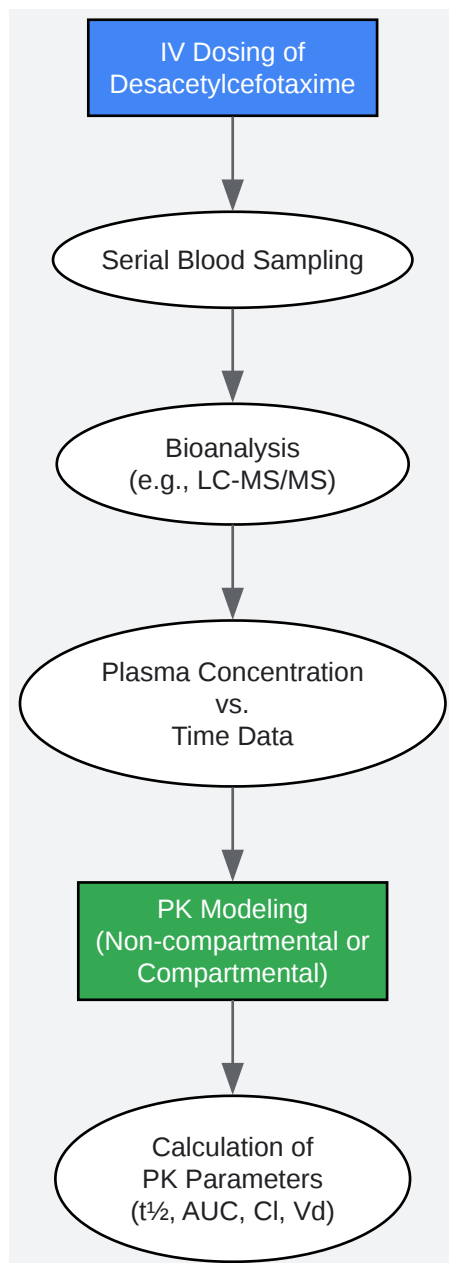 IV Dosing of
Desacetylcefotaxime
Serial Blood Sampling
Bioanalysis
(e.g., LC-MS/MS)
Plasma Concentration
vs.
Time Data
PK Modeling
(Non-compartmental or
Compartmental)
Calculation of
PK Parameters
(t½, AUC, Cl, Vd)